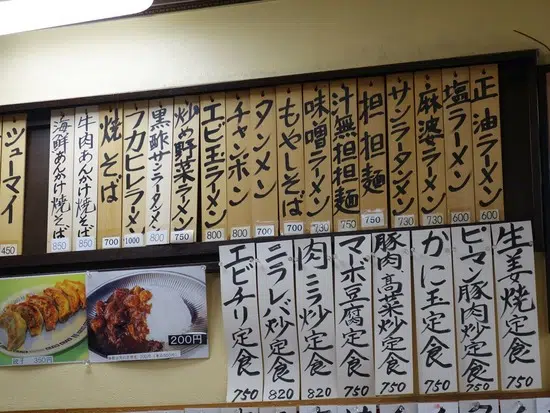 正油ラーメン
600
塩ラーメン
600
麻婆ラーメン
730
サンラータンメン
730
担担麺
750
汁無担担麺
750
味噌ラーメン
730
もやしそば
700
タンメン
700
チャンポン
800
エビ玉ラーメン
800
炒め野菜ラーメン
750
黒酢サンラータンメン
800
フカヒレラーメン
1000
焼そば
700
牛肉あんかけ焼そば
850
海鮮あんかけ焼そば
850
シューマイ
450
生姜焼定食
750
ピマン豚肉炒定食
750
かに玉定食
750
豚肉高菜炒定食
750
マーボ豆腐定食
750
肉ニラ炒定食
820
ニラレバ炒定食
820
エビチリ定食
750
200円
餃子 350円